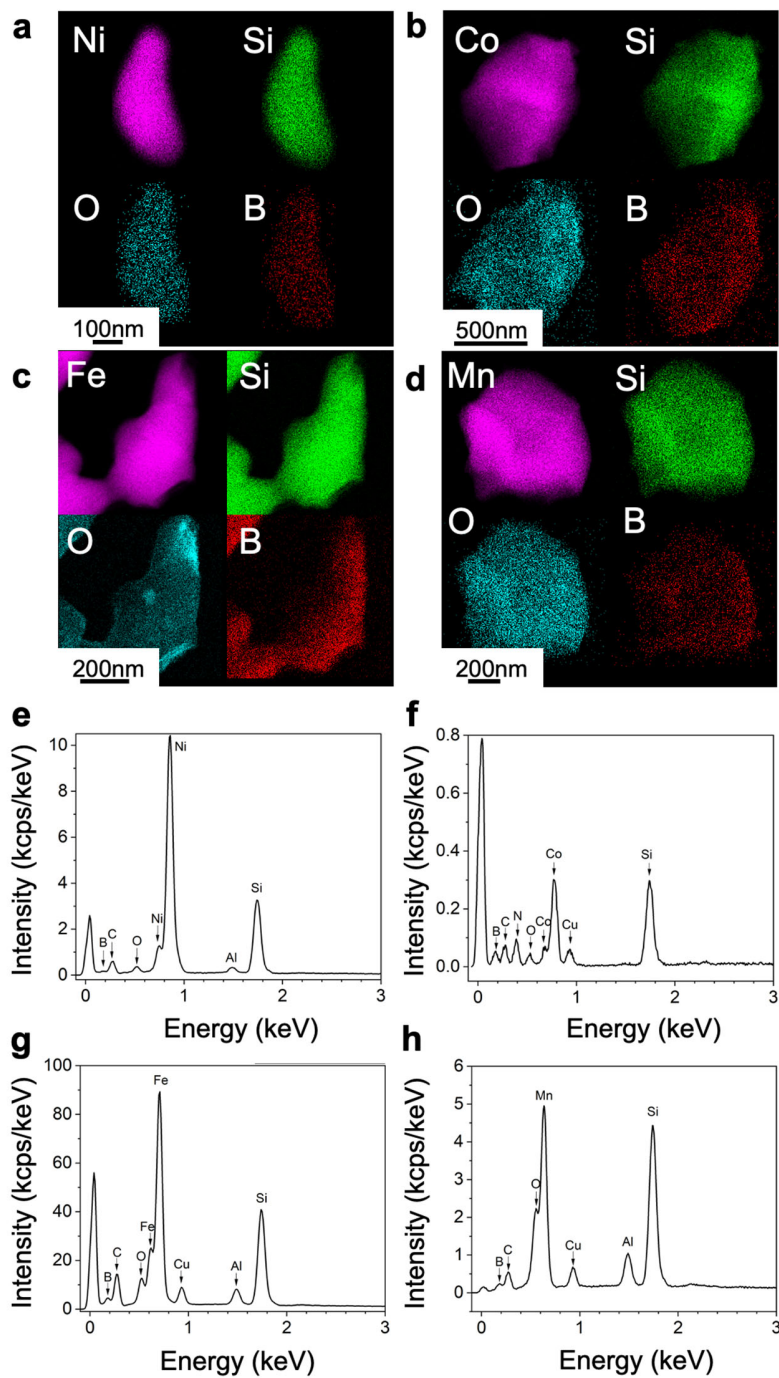 a
Ni
Si
O
B
100nm
b
Co
Si
O
B
500nm
c
Fe
Si
O
B
200nm
d
Mn
Si
O
B
200nm
e
Intensity (kcps/keV)
10
8
6
4
2
0
B
C
O
Ni
Ni
Al
Si
0
1
2
3
Energy (keV)
f
Intensity (kcps/keV)
0.8
0.6
0.4
0.2
0.0
B
C
N
O
Co
Co
Cu
Si
0
1
2
3
Energy (keV)
g
Intensity (kcps/keV)
100
80
60
40
20
0
B
C
O
Fe
Fe
Cu
Al
Si
0
1
2
3
Energy (keV)
h
Intensity (kcps/keV)
6
5
4
3
2
1
0
B
C
O
Mn
Cu
Al
Si
0
1
2
3
Energy (keV)